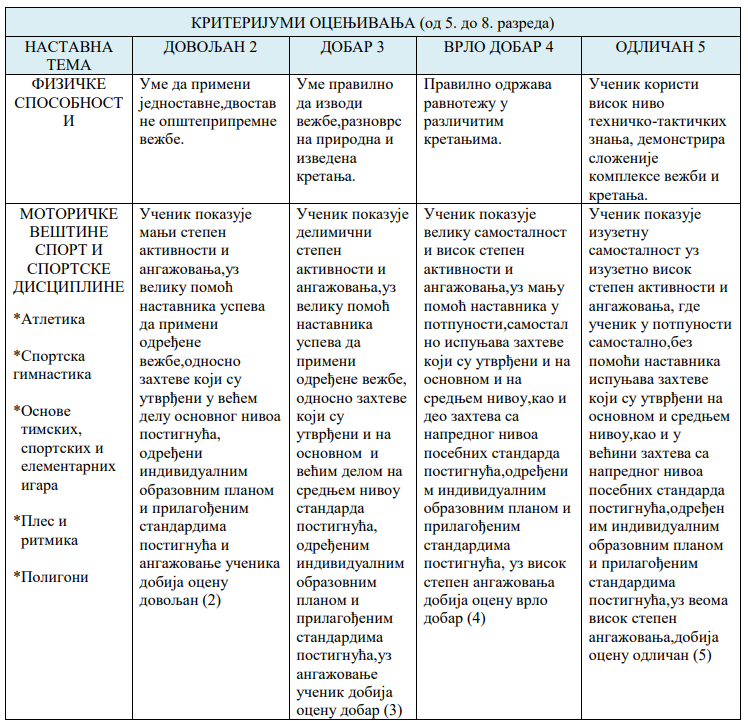 КРИТЕРИЈУМИ ОЦЕЊИВАЊА (од 5. до 8. разреда)
НАСТАВНА
ТЕМА
ДОВОЉАН 2
ДОБАР 3
ВРЛО ДОБАР 4
ОДЛИЧАН 5
ФИЗИЧКЕ
СПОСОБНОСТ
И
Уме да примени
једноставне,двостав
не општеприпремне
вежбе.
Уме правилно
да изводи
вежбе,разноврс
на природна и
изведена
кретања.
Правилно одржава
равнотежу у
различитим
кретањима.
Ученик користи
висок ниво
техничко-тактичких
знања, демонстрира
сложеније
комплексе вежби и
кретања.
МОТОРИЧКЕ
ВЕШТИНЕ
СПОРТ И
СПОРТСКЕ
ДИСЦИПЛИНЕ
*Атлетика
*Спортска
гимнастика
*Основе
тимских,
спортских и
елементарних
игара
*Плес и
ритмика
*Полигони
Ученик показује
мањи степен
активности и
ангажовања,уз
велику помоћ
наставника успева
да примени
одређене
вежбе,односно
захтеве који су
утврђени у већем
делу основног нивоа
постигнућа,
одређени
индивидуалним
образовним планом
и прилагођеним
стандардима
постигнућа и
ангажовање ученика
добија оцену
довољан (2)
Ученик показује
делимични
степен
активности и
ангажовања,уз
велику помоћ
наставника
успева да
примени
одређене вежбе,
односно захтеве
који су
утврђени и на
основном и
већим делом на
средњем нивоу
стандарда
постигнућа,
одређеним
индивидуалним
образовним
планом и
прилагођеним
стандардима
постигнућа,уз
ангажовање
ученик добија
оцену добар (3)
Ученик показује
велику самосталност
и висок степен
активности и
ангажовања,уз мању
помоћ наставника у
потпуности,самостал
но испуњава захтеве
који су утврђени и на
основном и на
средњем нивоу,као и
део захтева са
напредног нивоа
посебних стандарда
постигнућа,одређени
м индивидуалним
образовним планом и
прилагођеним
стандардима
постигнућа, уз висок
степен ангажовања
добија оцену врло
добар (4)
Ученик показује
изузетну
самосталност уз
изузетно висок
степен активности и
ангажовања, где
ученик у потпуности
самостално,без
помоћи наставника
испуњава захтеве
који су утврђени на
основном и средњем
нивоу,као и у
већини захтева са
напредног нивоа
посебних стандарда
постигнућа,одређен
им индивидуалним
образовним планом
и прилагођеним
стандардима
постигнућа,уз веома
висок степен
ангажовања,добија
оцену одличан (5)